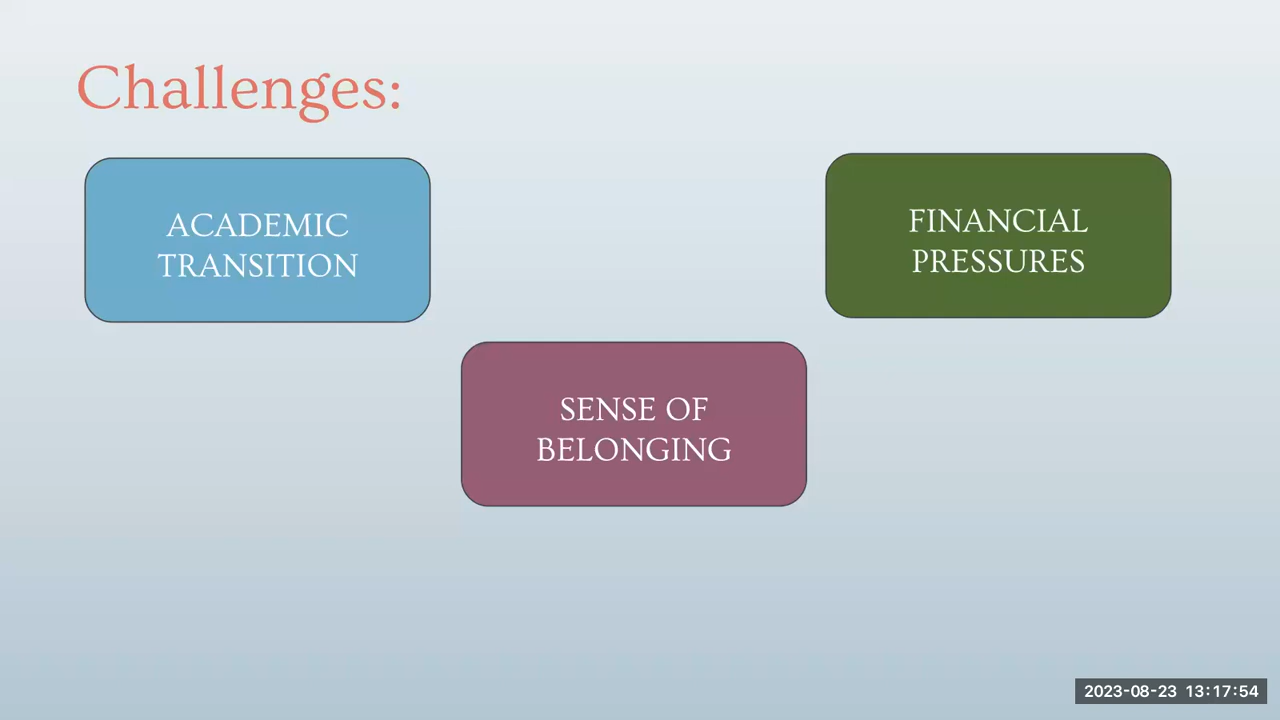 Challenges:
ACADEMIC
TRANSITION
FINANCIAL
PRESSURES
SENSE OF
BELONGING
2023-08-23 13:17:54